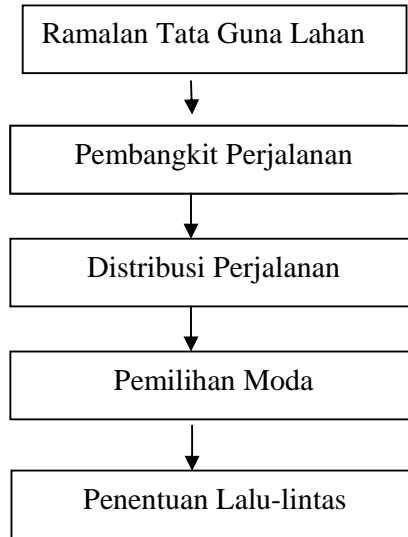 Ramalan Tata Guna Lahan
Pembangkit Perjalanan
Distribusi Perjalanan
Pemilihan Moda
Penentuan Lalu-lintas